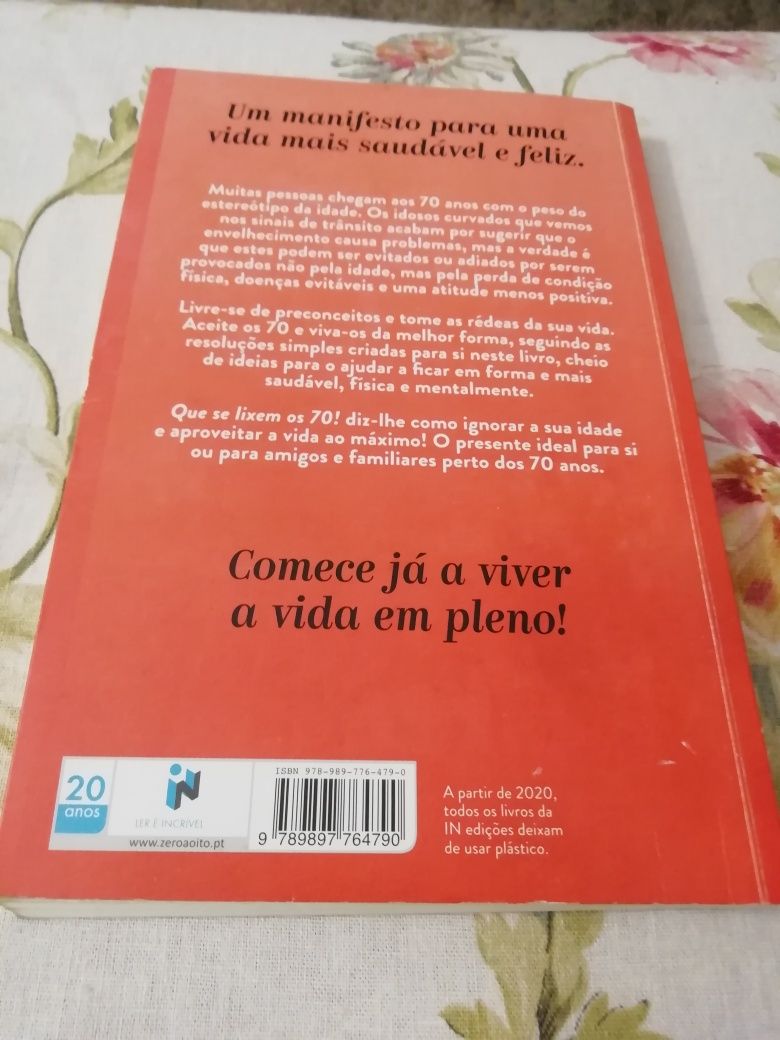 Um manifesto para uma
vida mais saudável e feliz.
Muitas pessoas chegam aos 70 anos com o peso do
estereótipo da idade. Os idosos curvados que vemos
nos sinais de trânsito acabam por sugerir que o
envelhecimento causa problemas, mas a verdade é
que estes podem ser evitados ou adiados por serem
provocados não pela idade, mas pela perda de condição
física, doenças evitáveis e uma atitude menos positiva.
Livre-se de preconceitos e tome as rédeas da sua vida.
Aceite os 70 e viva-os da melhor forma, seguindo as
resoluções simples criadas para si neste livro, cheio
de ideias para o ajudar a ficar em forma e mais
saudável, física e mentalmente.
Que se lixem os 70! diz-lhe como ignorar a sua idade
e aproveitar a vida ao máximo! O presente ideal para si
ou para amigos e familiares perto dos 70 anos.
Comece já a viver
a vida em pleno!
20
anos
IN
LER É INCRÍVEL
www.zeroaoito.pt
ISBN 978-989-776-479-0
9 789897 764790
A partir de 2020,
todos os livros da
IN edições deixam
de usar plástico.